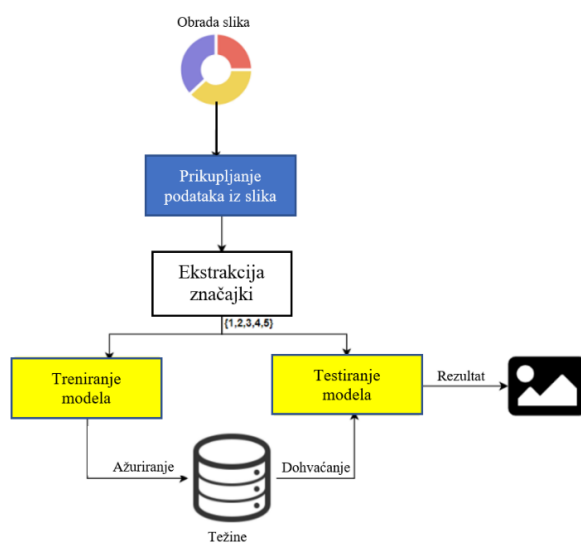 Obrada slika
Prikupljanje
podataka iz slika
Ekstrakcija
značajki
{1,2,3,4,5}
Treniranje
modela
Testiranje
modela
Rezultat
Ažuriranje
Dohvaćanje
Težine